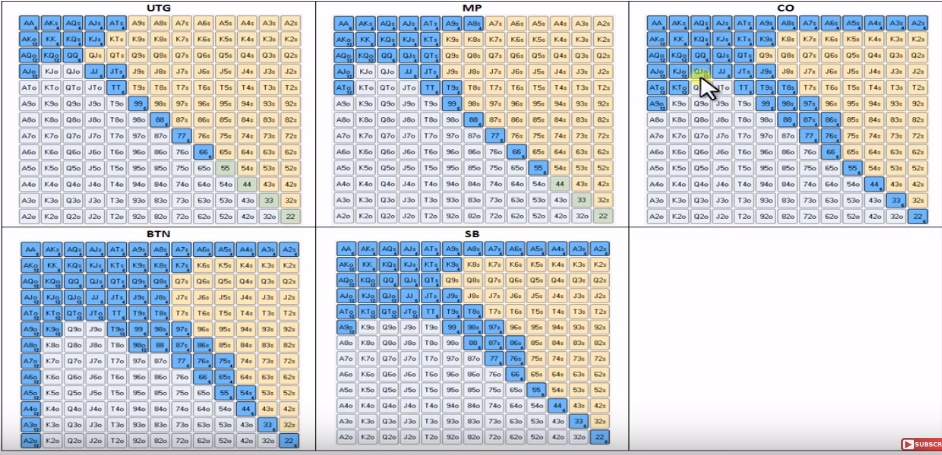 UTG
AA AKs AQs AJs ATs A9s A8s A7s A6s A5s A4s A3s A2s
AKo KK KQs KJs KTs K9s K8s K7s K6s K5s K4s K3s K2s
AQo KQo QQ QJs QTs Q9s Q8s Q7s Q6s Q5s Q4s Q3s Q2s
AJo KJo QJo JJ JTs J9s J8s J7s J6s J5s J4s J3s J2s
ATo KTo QTo JTo TT T9s T8s T7s T6s T5s T4s T3s T2s
A9o K9o Q9o J9o T9o 99 98s 97s 96s 95s 94s 93s 92s
A8o K8o Q8o J8o T8o 98o 88 87s 86s 85s 84s 83s 82s
A7o K7o Q7o J7o T7o 97o 87o 77 76s 75s 74s 73s 72s
A6o K6o Q6o J6o T6o 96o 86o 76o 66 65s 64s 63s 62s
A5o K5o Q5o J5o T5o 95o 85o 75o 65o 55 54s 53s 52s
A4o K4o Q4o J4o T4o 94o 84o 74o 64o 54o 44 43s 42s
A3o K3o Q3o J3o T3o 93o 83o 73o 63o 53o 43o 33 32s
A2o K2o Q2o J2o T2o 92o 82o 72o 62o 52o 42o 32o 22
MP
AA AKs AQs AJs ATs A9s A8s A7s A6s A5s A4s A3s A2s
AKo KK KQs KJs KTs K9s K8s K7s K6s K5s K4s K3s K2s
AQo KQo QQ QJs QTs Q9s Q8s Q7s Q6s Q5s Q4s Q3s Q2s
AJo KJo QJo JJ JTs J9s J8s J7s J6s J5s J4s J3s J2s
ATo KTo QTo JTo TT T9s T8s T7s T6s T5s T4s T3s T2s
A9o K9o Q9o J9o T9o 99 98s 97s 96s 95s 94s 93s 92s
A8o K8o Q8o J8o T8o 98o 88 87s 86s 85s 84s 83s 82s
A7o K7o Q7o J7o T7o 97o 87o 77 76s 75s 74s 73s 72s
A6o K6o Q6o J6o T6o 96o 86o 76o 66 65s 64s 63s 62s
A5o K5o Q5o J5o T5o 95o 85o 75o 65o 55 54s 53s 52s
A4o K4o Q4o J4o T4o 94o 84o 74o 64o 54o 44 43s 42s
A3o K3o Q3o J3o T3o 93o 83o 73o 63o 53o 43o 33 32s
A2o K2o Q2o J2o T2o 92o 82o 72o 62o 52o 42o 32o 22
CO
AA AKs AQs AJs ATs A9s A8s A7s A6s A5s A4s A3s A2s
AKo KK KQs KJs KTs K9s K8s K7s K6s K5s K4s K3s K2s
AQo KQo QQ QJs QTs Q9s Q8s Q7s Q6s Q5s Q4s Q3s Q2s
AJo KJo JJ JTs J9s J8s J7s J6s J5s J4s J3s J2s
ATo KTo TT T9s T8s T7s T6s T5s T4s T3s T2s
A9o K9o Q9o J9o T9o 99 98s 97s 96s 95s 94s 93s 92s
A8o K8o Q8o J8o T8o 98o 88 87s 86s 85s 84s 83s 82s
A7o K7o Q7o J7o T7o 97o 87o 77 76s 75s 74s 73s 72s
A6o K6o Q6o J6o T6o 96o 86o 76o 66 65s 64s 63s 62s
A5o K5o Q5o J5o T5o 95o 85o 75o 65o 55 54s 53s 52s
A4o K4o Q4o J4o T4o 94o 84o 74o 64o 54o 44 43s 42s
A3o K3o Q3o J3o T3o 93o 83o 73o 63o 53o 43o 33 32s
A2o K2o Q2o J2o T2o 92o 82o 72o 62o 52o 42o 32o 22
BTN
AA AKs AQs AJs ATs A9s A8s A7s A6s A5s A4s A3s A2s
AKo KK KQs KJs KTs K9s K8s K7s K6s K5s K4s K3s K2s
AQo KQo QQ QJs QTs Q9s Q8s Q7s Q6s Q5s Q4s Q3s Q2s
AJo KJo QJo JJ JTs J9s J8s J7s J6s J5s J4s J3s J2s
ATo KTo QTo JTo TT T9s T8s T7s T6s T5s T4s T3s T2s
A9o K9o Q9o J9o T9o 99 98s 97s 96s 95s 94s 93s 92s
A8o K8o Q8o J8o T8o 98o 88 87s 86s 85s 84s 83s 82s
A7o K7o Q7o J7o T7o 97o 87o 77 76s 75s 74s 73s 72s
A6o K6o Q6o J6o T6o 96o 86o 76o 66 65s 64s 63s 62s
A5o K5o Q5o J5o T5o 95o 85o 75o 65o 55 54s 53s 52s
A4o K4o Q4o J4o T4o 94o 84o 74o 64o 54o 44 43s 42s
A3o K3o Q3o J3o T3o 93o 83o 73o 63o 53o 43o 33 32s
A2o K2o Q2o J2o T2o 92o 82o 72o 62o 52o 42o 32o 22
SB
AA AKs AQs AJs ATs A9s A8s A7s A6s A5s A4s A3s A2s
AKo KK KQs KJs KTs K9s K8s K7s K6s K5s K4s K3s K2s
AQo KQo QQ QJs QTs Q9s Q8s Q7s Q6s Q5s Q4s Q3s Q2s
AJo KJo QJo JJ JTs J9s J8s J7s J6s J5s J4s J3s J2s
ATo KTo QTo JTo TT T9s T8s T7s T6s T5s T4s T3s T2s
A9o K9o Q9o J9o T9o 99 98s 97s 96s 95s 94s 93s 92s
A8o K8o Q8o J8o T8o 98o 88 87s 86s 85s 84s 83s 82s
A7o K7o Q7o J7o T7o 97o 87o 77 76s 75s 74s 73s 72s
A6o K6o Q6o J6o T6o 96o 86o 76o 66 65s 64s 63s 62s
A5o K5o Q5o J5o T5o 95o 85o 75o 65o 55 54s 53s 52s
A4o K4o Q4o J4o T4o 94o 84o 74o 64o 54o 44 43s 42s
A3o K3o Q3o J3o T3o 93o 83o 73o 63o 53o 43o 33 32s
A2o K2o Q2o J2o T2o 92o 82o 72o 62o 52o 42o 32o 22
SUBSCR